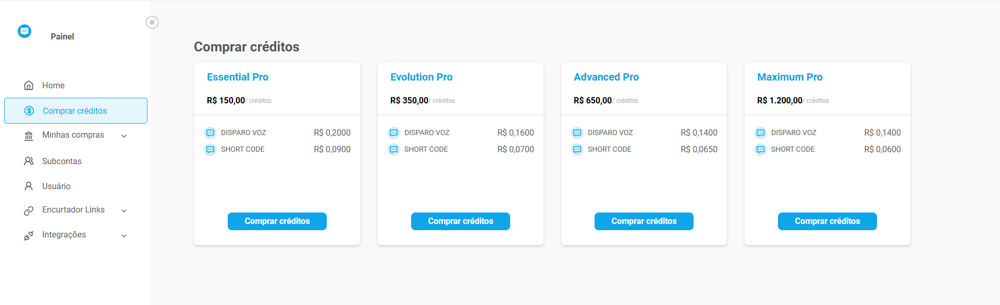 Painel
Home
Comprar créditos
Minhas compras
Subcontas
Usuário
Encurtador Links
Integrações
Comprar créditos
Essential Pro
R$ 150,00/ créditos
DISPARO VOZ R$ 0,2000
SHORT CODE R$ 0,0900
Comprar créditos
Evolution Pro
R$ 350,00/ créditos
DISPARO VOZ R$ 0,1600
SHORT CODE R$ 0,0700
Comprar créditos
Advanced Pro
R$ 650,00/ créditos
DISPARO VOZ R$ 0,1400
SHORT CODE R$ 0,0650
Comprar créditos
Maximum Pro
R$ 1.200,00/ créditos
DISPARO VOZ R$ 0,1400
SHORT CODE R$ 0,0600
Comprar créditos